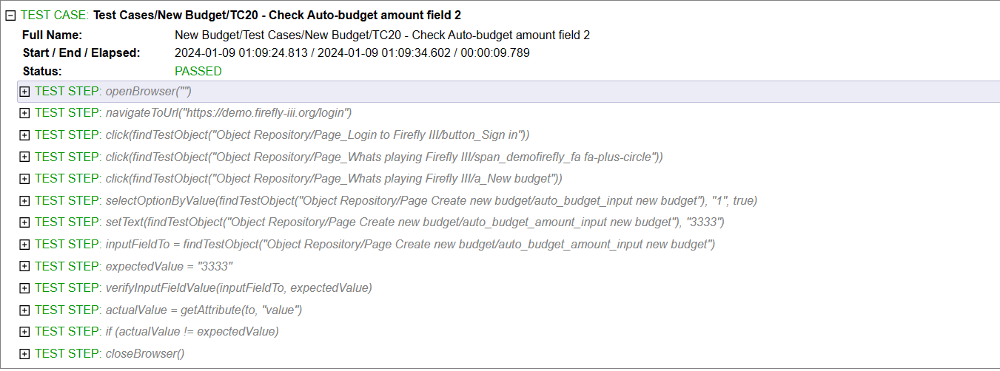 TEST CASE: Test Cases/New Budget/TC20 - Check Auto-budget amount field 2
Full Name: New Budget/Test Cases/New Budget/TC20 - Check Auto-budget amount field 2
Start / End / Elapsed: 2024-01-09 01:09:24.813 / 2024-01-09 01:09:34.602 / 00:00:09.789
Status: PASSED
TEST STEP: openBrowser("")
TEST STEP: navigateToUrl("https://demo.firefly-iii.org/login")
TEST STEP: click(findTestObject("Object Repository/Page_Login to Firefly III/button_Sign in"))
TEST STEP: click(findTestObject("Object Repository/Page_Whats playing Firefly III/span_demofirefly_fa fa-plus-circle"))
TEST STEP: click(findTestObject("Object Repository/Page_Whats playing Firefly III/a_New budget"))
TEST STEP: selectOptionByValue(findTestObject("Object Repository/Page Create new budget/auto_budget_input new budget"), "1", true)
TEST STEP: setText(findTestObject("Object Repository/Page Create new budget/auto_budget_amount_input new budget"), "3333")
TEST STEP: inputFieldTo = findTestObject("Object Repository/Page Create new budget/auto_budget_amount_input new budget")
TEST STEP: expectedValue = "3333"
TEST STEP: verifyInputFieldValue(inputFieldTo, expectedValue)
TEST STEP: actualValue = getAttribute(to, "value")
TEST STEP: if (actualValue != expectedValue)
TEST STEP: closeBrowser()